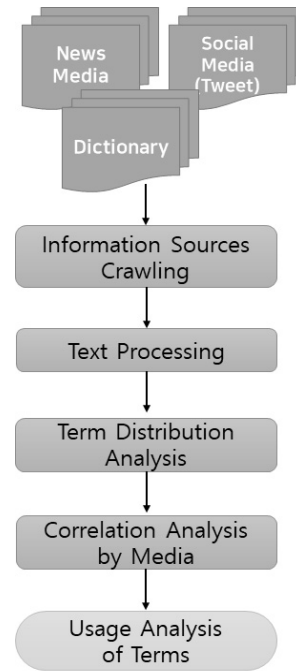 News
Media
Social
Media
(Tweet)
Dictionary
Information Sources
Crawling
Text Processing
Term Distribution
Analysis
Correlation Analysis
by Media
Usage Analysis
of Terms